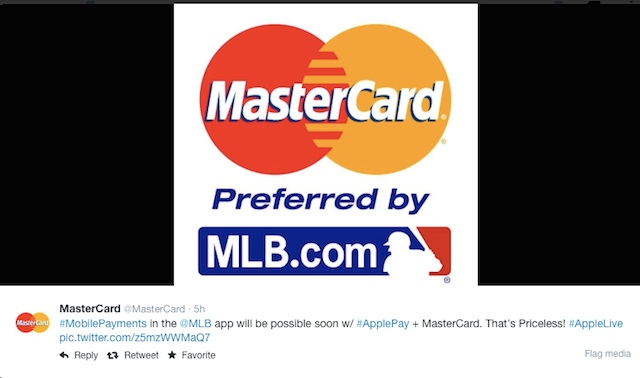 MasterCard
Preferred by
MLB.com
MasterCard @MasterCard · 5h
#MobilePayments in the @MLB app will be possible soon w/ #ApplePay + MasterCard. That's Priceless! #AppleLive
pic.twitter.com/z5mzWWMaQ7
MasterCard
Reply Retweet Favorite
Flag media